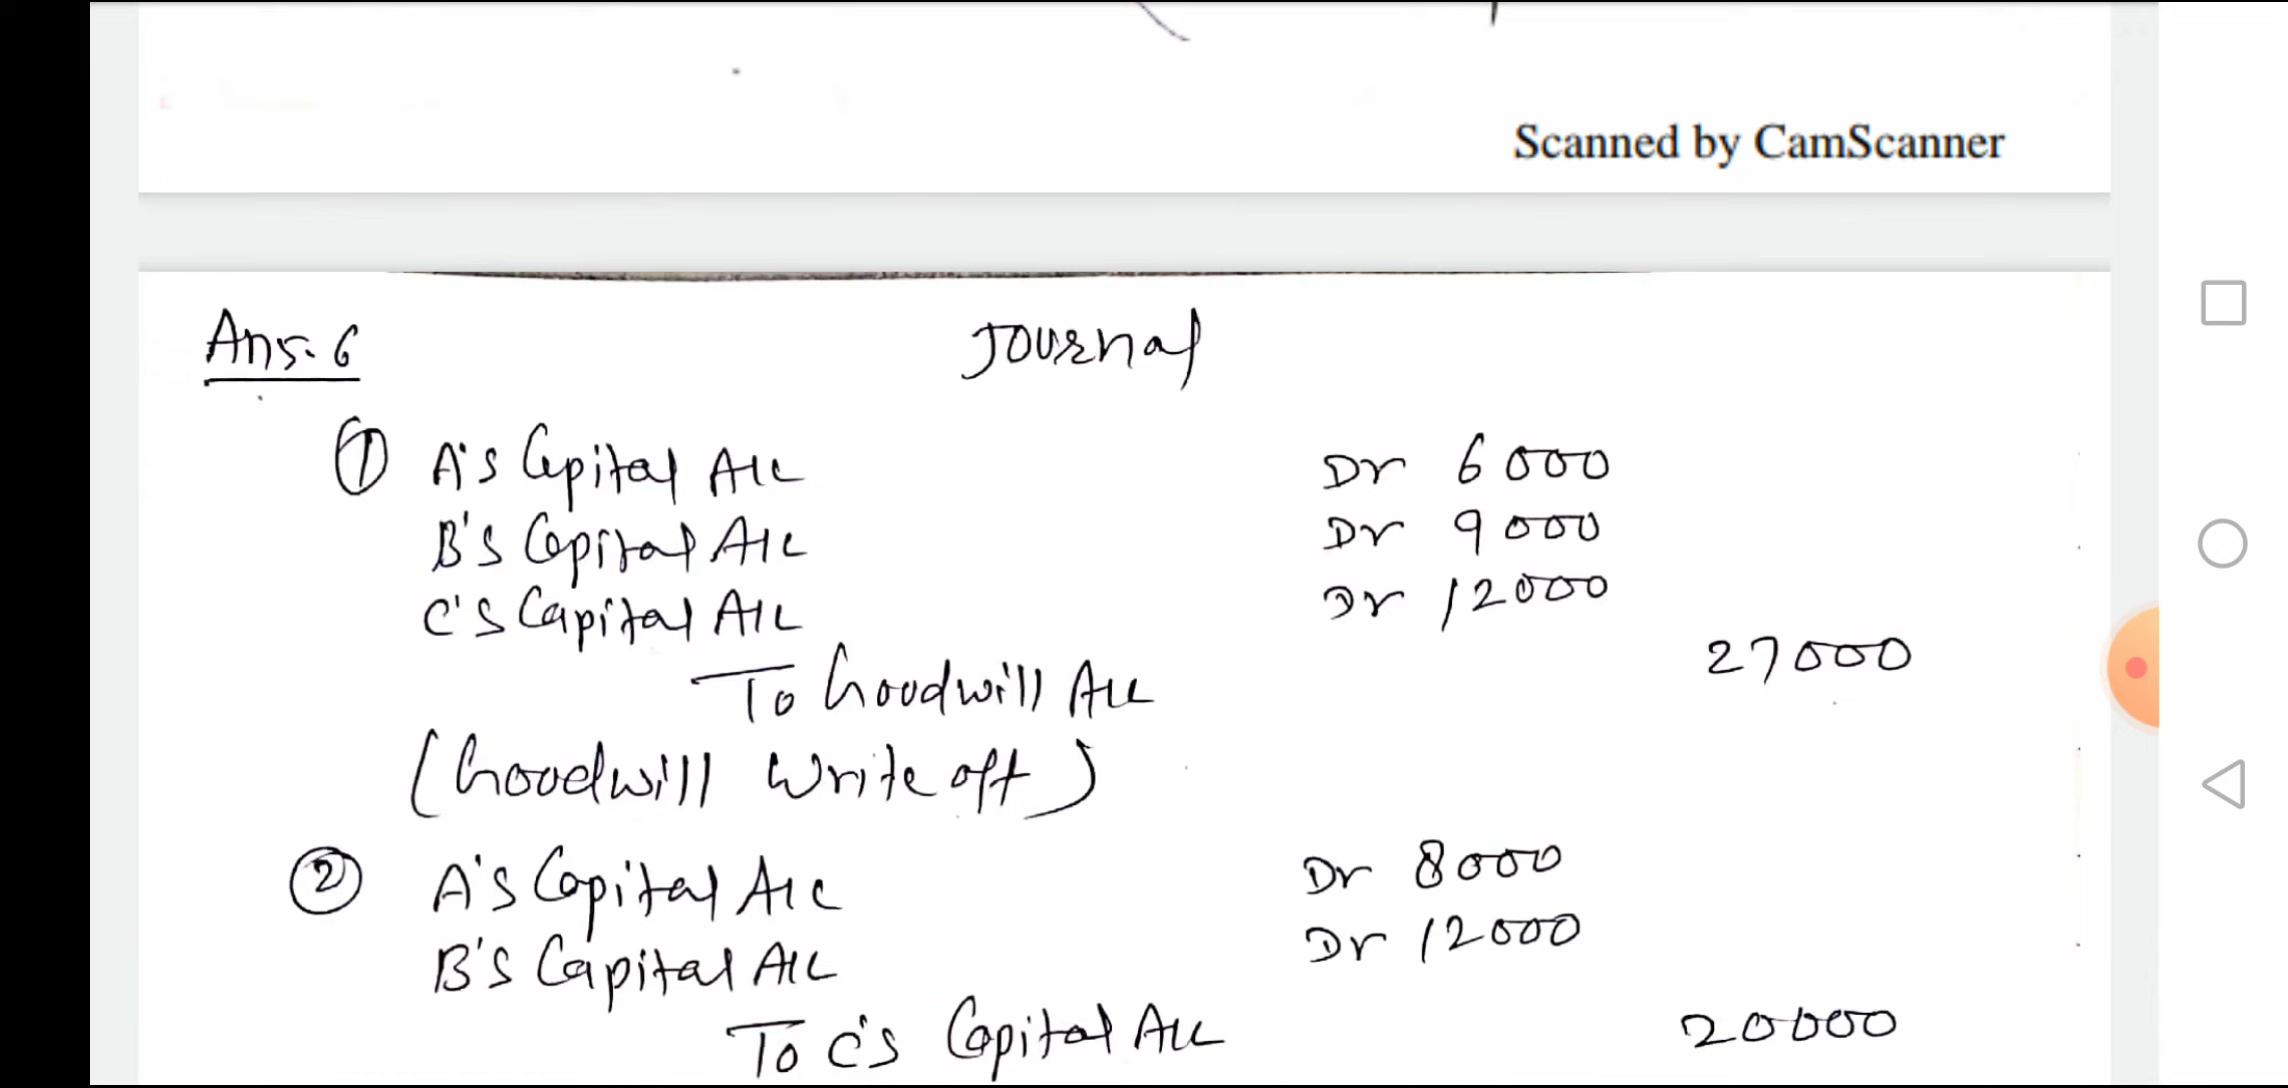 Scanned by CamScanner
Ans. 6 Journal
① A's Capital A/c Dr 6000
B's Capital A/c Dr 9000
C's Capital A/c Dr 12000
To Goodwill A/c 27000
(Goodwill Write off)
② A's Capital A/c Dr 8000
B's Capital A/c Dr 12000
To C's Capital A/c 20000